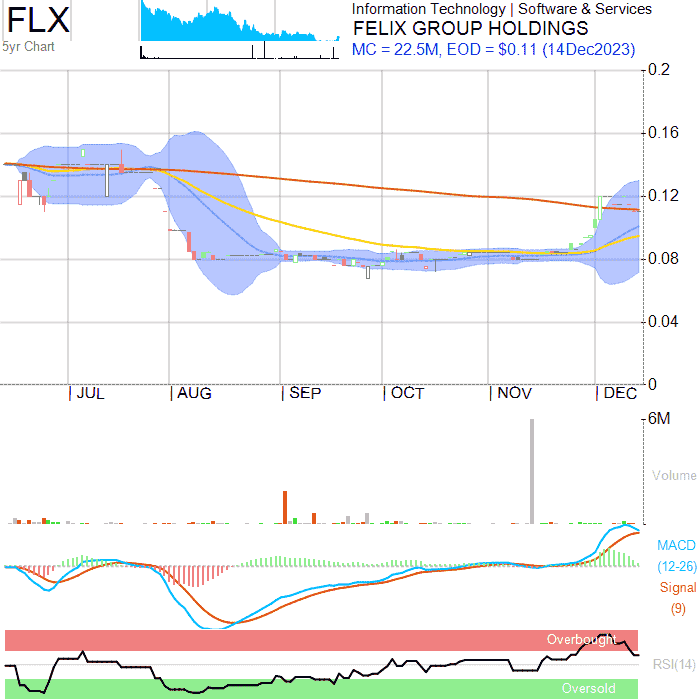 FLX
5yr Chart
Information Technology | Software & Services
FELIX GROUP HOLDINGS
MC = 22.5M, EOD = $0.11 (14Dec2023)
0.2
0.16
0.12
0.08
0.04
0
| JUL | AUG | SEP | OCT | NOV | DEC
6M
Volume
MACD
(12-26)
Signal
(9)
Overbought
RSI(14)
Oversold